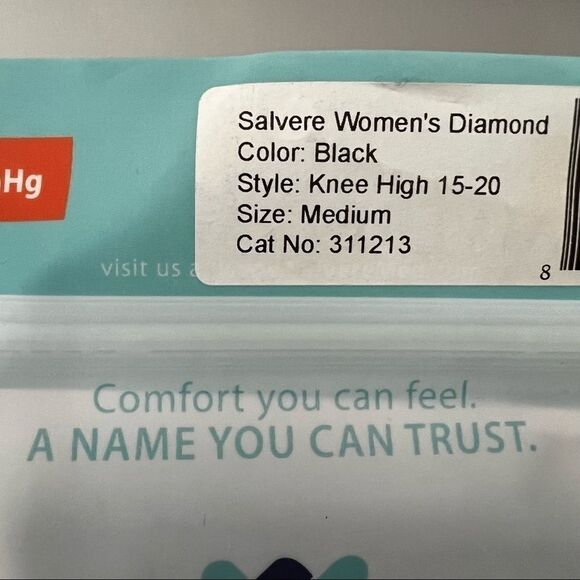 Salvere Women's Diamond
Color: Black
Style: Knee High 15-20
Size: Medium
Cat No: 311213
8
Hg
visit us
Comfort you can feel.
A NAME YOU CAN TRUST.